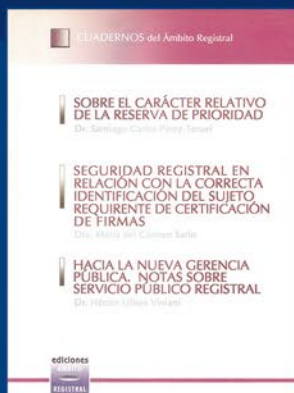 CUADERNOS del Ámbito Registral
SOBRE EL CARÁCTER RELATIVO
DE LA RESERVA DE PRIORIDAD
Dr. Santiago Carlos Pérez Teruel
SEGURIDAD REGISTRAL EN
RELACIÓN CON LA CORRECTA
IDENTIFICACIÓN DEL SUJETO
REQUIRENTE DE CERTIFICACIÓN
DE FIRMAS
Dra. María del Carmen
HACIA LA NUEVA GERENCIA
PÚBLICA. NOTAS SOBRE
SERVICIO PÚBLICO REGISTRAL
Dr. Héctor Ulises Viviani
ediciones
ÁMBITO
REGISTRAL